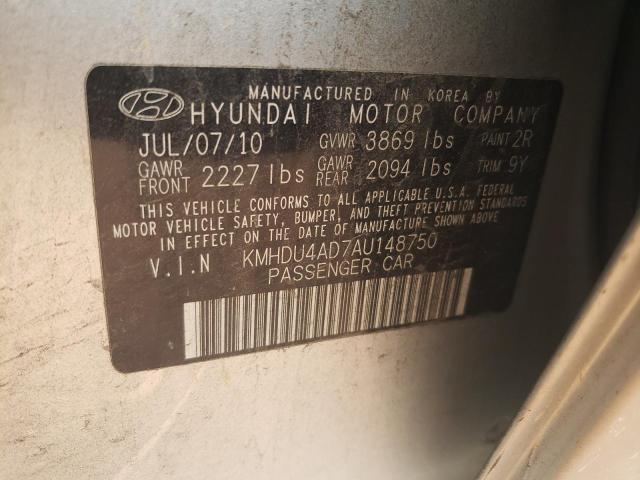 MANUFACTURED IN KOREA BY
HYUNDAI MOTOR COMPANY
JUL/07/10 GVWR 3869 lbs PAINT 2R
GAWR FRONT 2227 lbs GAWR REAR 2094 lbs TRIM 9Y
THIS VEHICLE CONFORMS TO ALL APPLICABLE U.S.A. FEDERAL
MOTOR VEHICLE SAFETY, BUMPER, AND THEFT PREVENTION STANDARDS
IN EFFECT ON THE DATE OF MANUFACTURE SHOWN ABOVE
V.I.N KMHDU4AD7AU148750
PASSENGER CAR